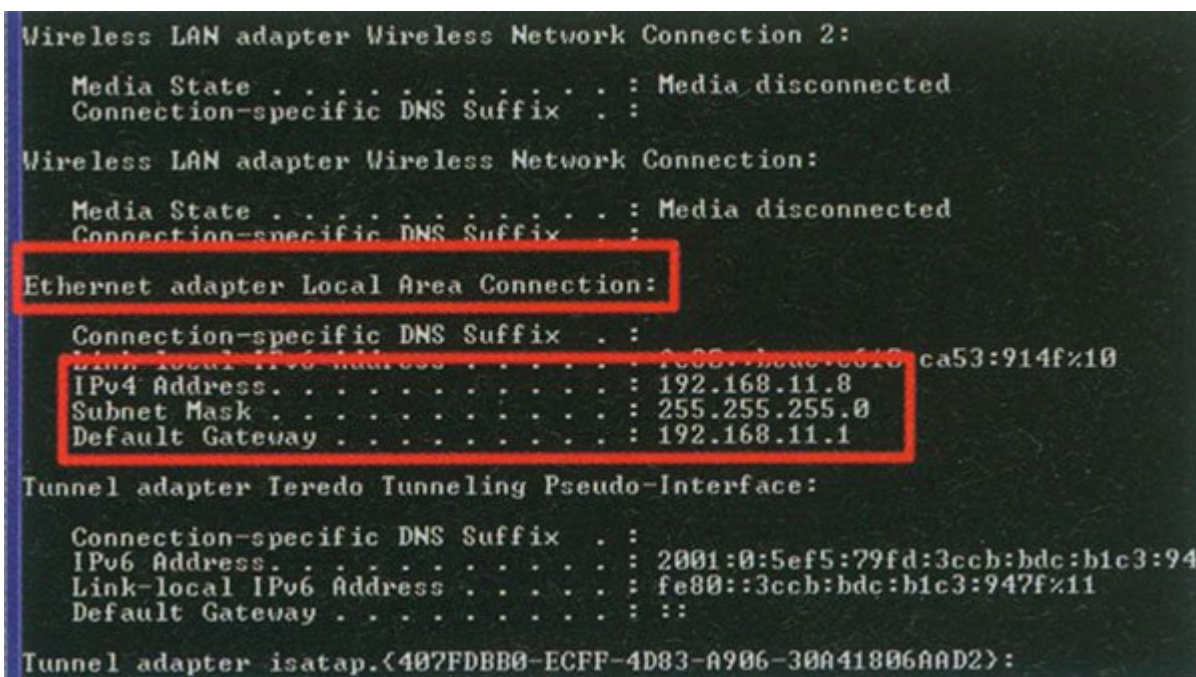 Wireless LAN adapter Wireless Network Connection 2:
Media State . . . . . . . . . . . : Media disconnected
Connection-specific DNS Suffix . :
Wireless LAN adapter Wireless Network Connection:
Media State . . . . . . . . . . . : Media disconnected
Connection-specific DNS Suffix . :
Ethernet adapter Local Area Connection:
Connection-specific DNS Suffix . :
Link-local IPv6 Address . . . . . : ca53:914f%10
IPv4 Address. . . . . . . . . . . : 192.168.11.8
Subnet Mask . . . . . . . . . . . : 255.255.255.0
Default Gateway . . . . . . . . . : 192.168.11.1
Tunnel adapter Teredo Tunneling Pseudo-Interface:
Connection-specific DNS Suffix . :
IPv6 Address. . . . . . . . . . . : 2001:0:5ef5:79fd:3ccb:bdc:b1c3:94
Link-local IPv6 Address . . . . . : fe80::3ccb:bdc:b1c3:947f%11
Default Gateway . . . . . . . . . : ::
Tunnel adapter isatap.{407FDBB0-ECFF-4D83-A906-30A41806AAD2}: